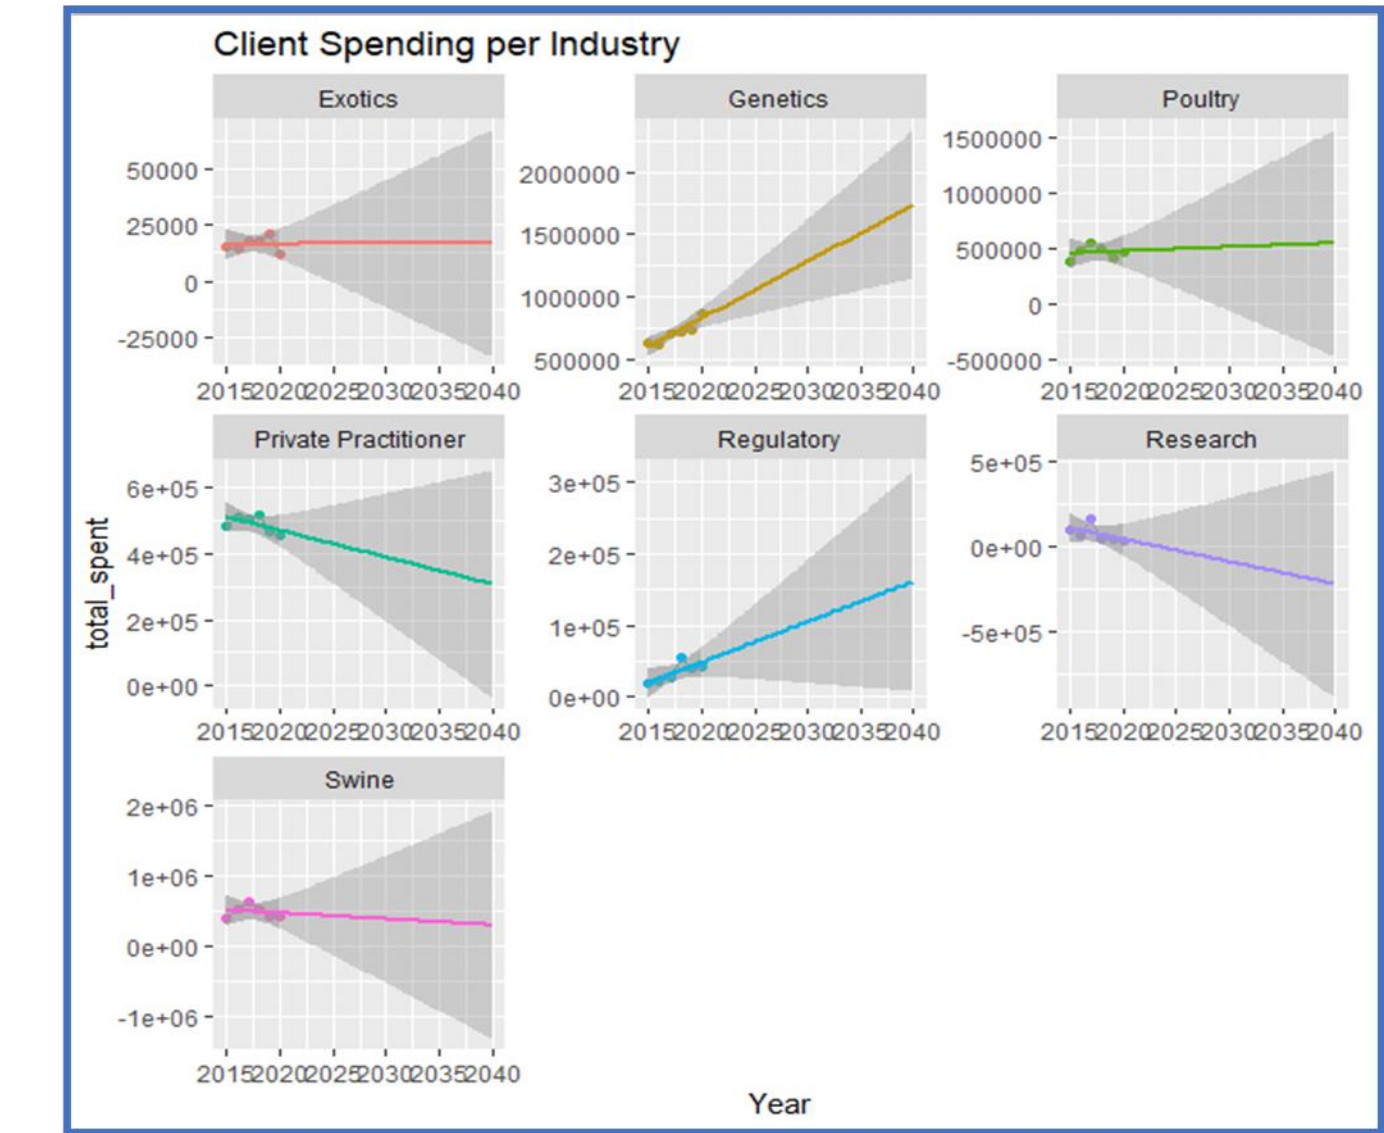 Client Spending per Industry
Exotics
Genetics
Poultry
50000
25000
0
-25000
2000000
1500000
1000000
500000
1500000
1000000
500000
0
-500000
2015 2020 2025 2030 2035 2040
2015 2020 2025 2030 2035 2040
2015 2020 2025 2030 2035 2040
Private Practitioner
Regulatory
Research
total_spent
6e+05
4e+05
2e+05
0e+00
3e+05
2e+05
1e+05
0e+00
5e+05
0e+00
-5e+05
2015 2020 2025 2030 2035 2040
2015 2020 2025 2030 2035 2040
2015 2020 2025 2030 2035 2040
Swine
2e+06
1e+06
0e+00
-1e+06
2015 2020 2025 2030 2035 2040
Year